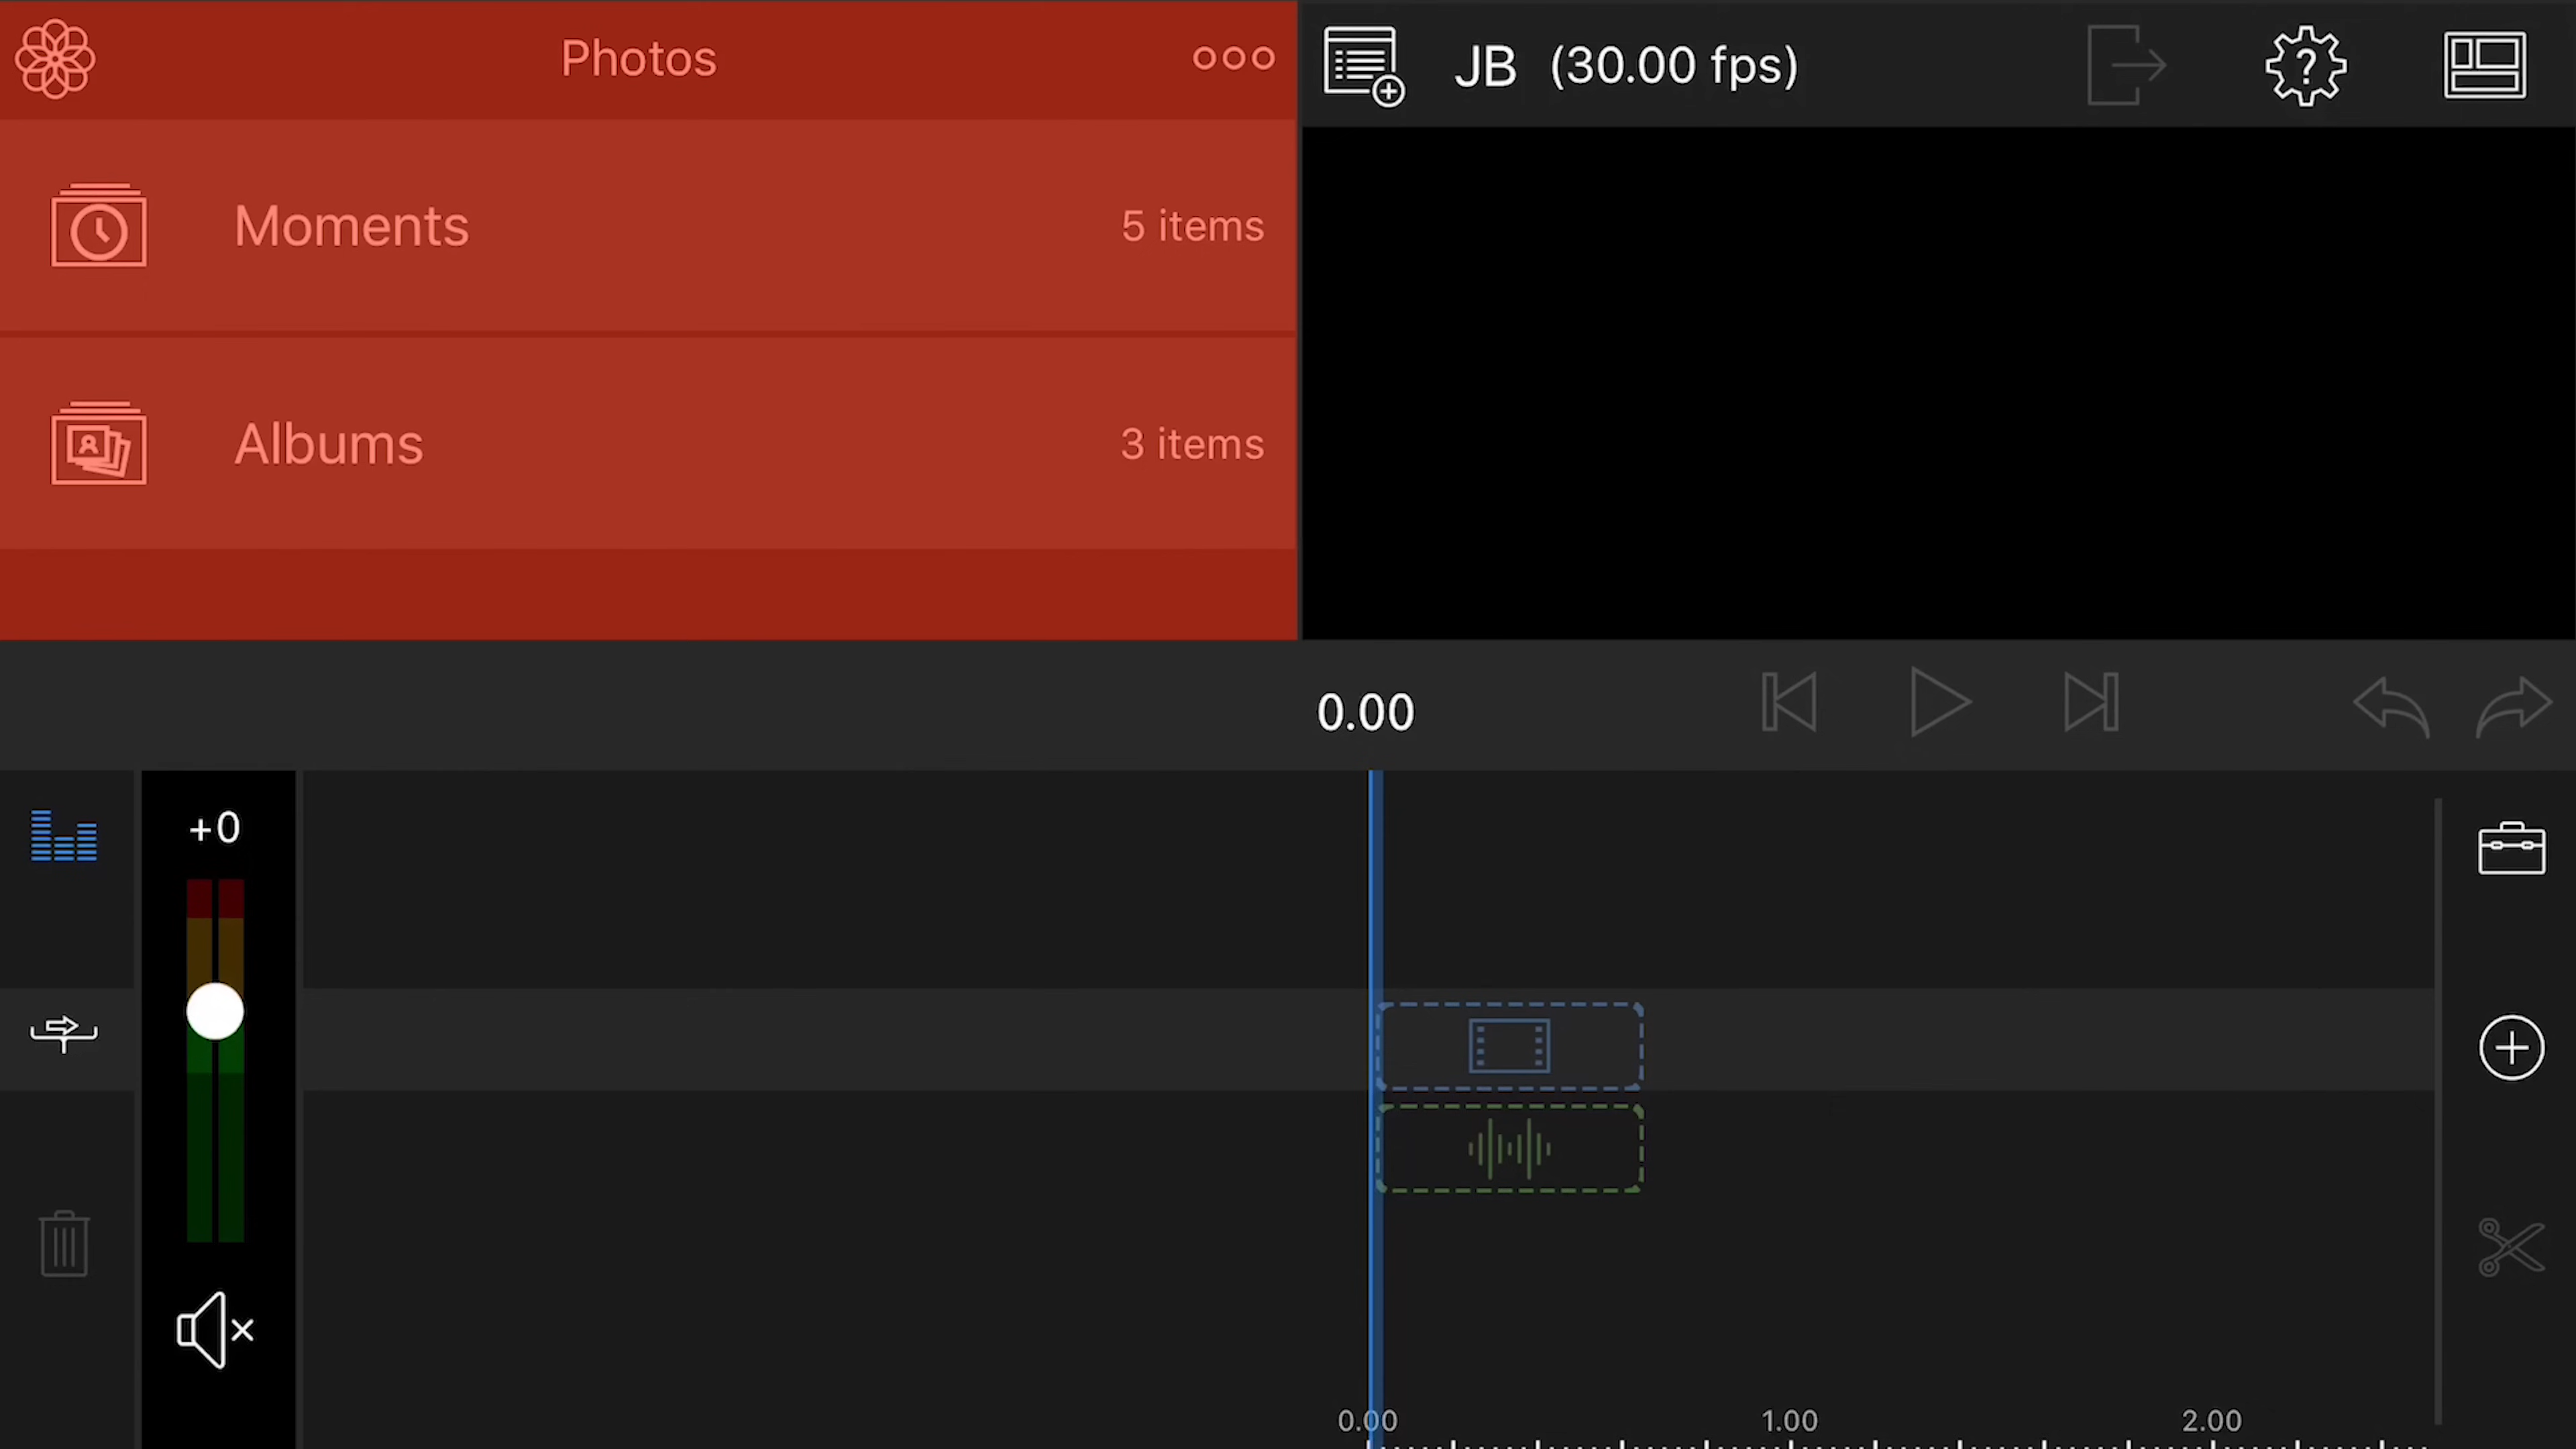 Photos
Moments 5 items
Albums 3 items
JB (30.00 fps)
?
0.00
+0
0.00 1.00 2.00